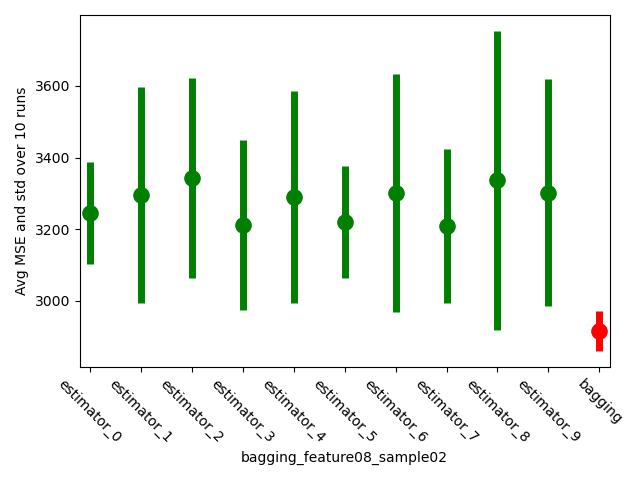 Avg MSE and std over 10 runs
3600
3400
3200
3000
estimator_0
estimator_1
estimator_2
estimator_3
estimator_4
estimator_5
estimator_6
estimator_7
estimator_8
estimator_9
bagging
bagging_feature08_sample02